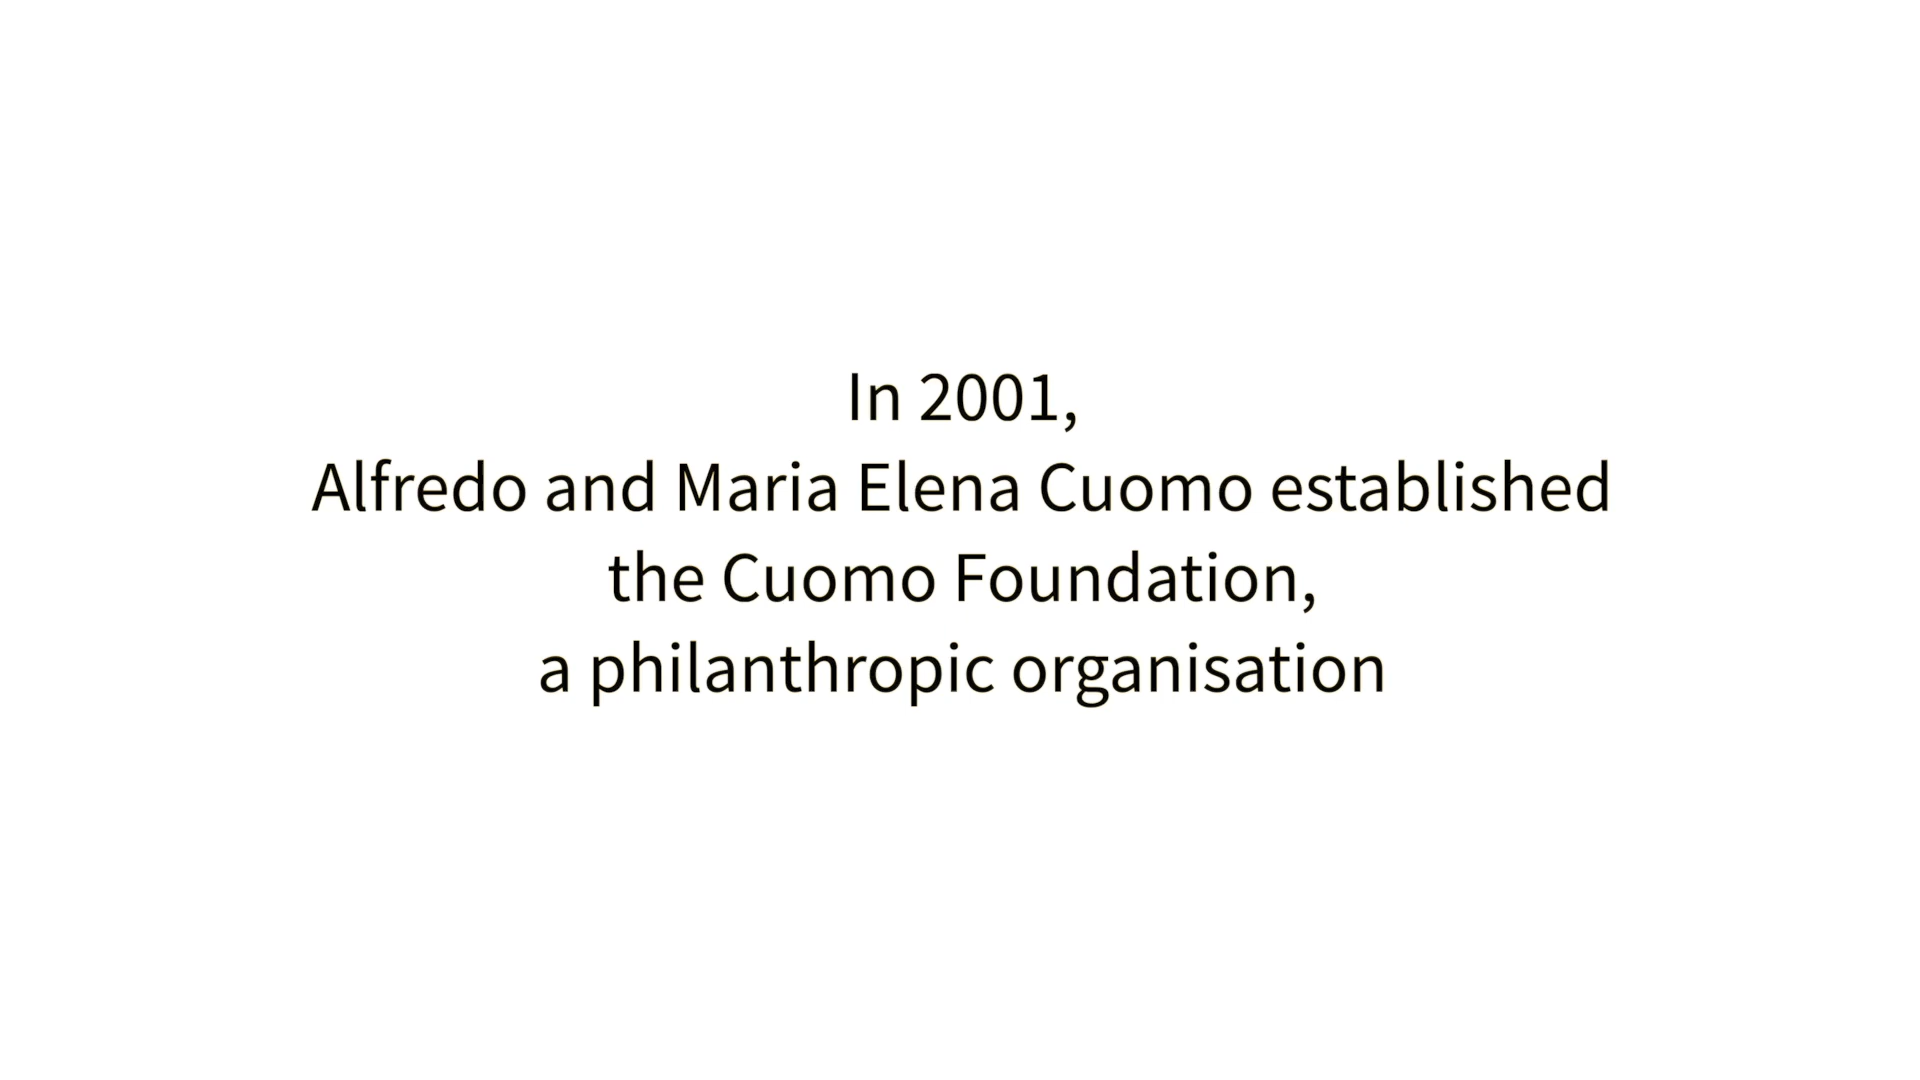 In 2001,
Alfredo and Maria Elena Cuomo established
the Cuomo Foundation,
a philanthropic organisation